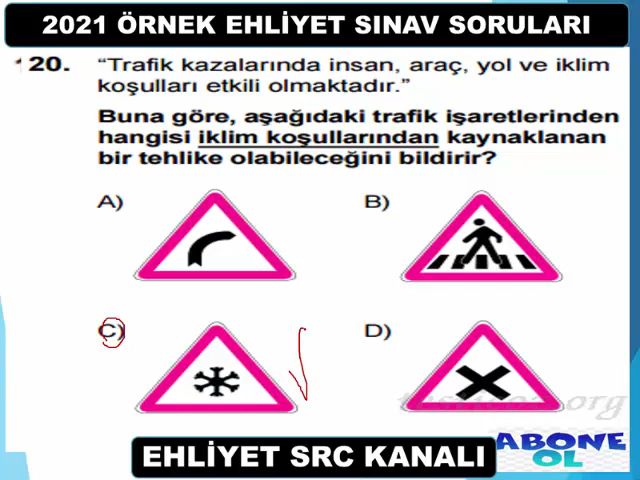 2021 ÖRNEK EHLİYET SINAV SORULARI
120. “Trafik kazalarında insan, araç, yol ve iklim
koşulları etkili olmaktadır.”
Buna göre, aşağıdaki trafik işaretlerinden
hangisi iklim koşullarından kaynaklanan
bir tehlike olabileceğini bildirir?
A)
B)
C)
D)
EHLİYET SRC KANALI
ABONE
OL